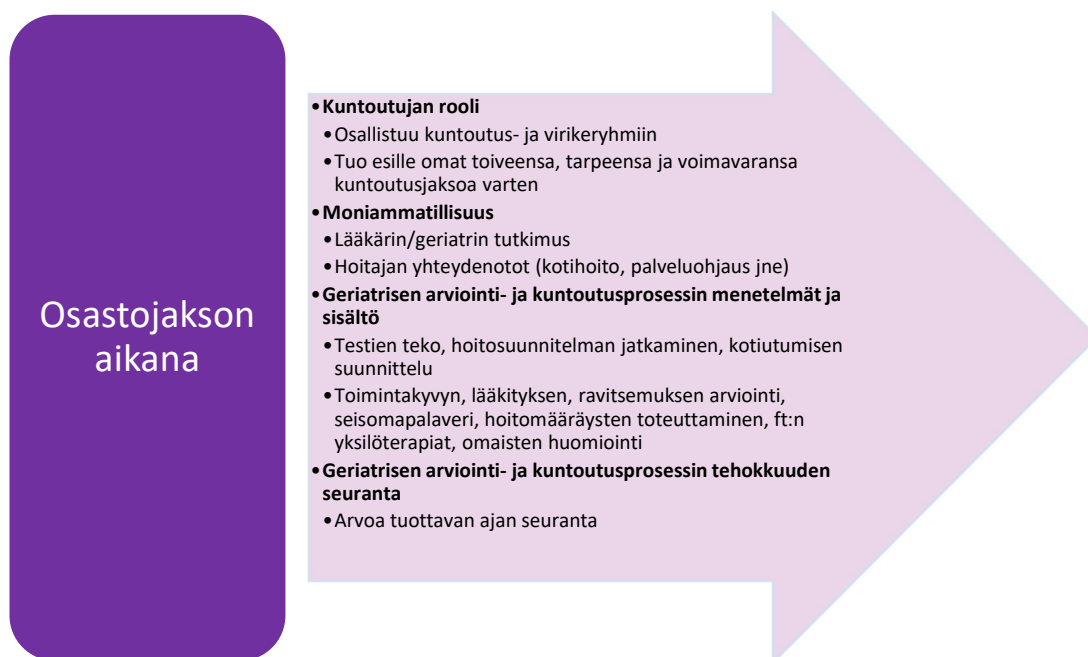 Osastojakson
aikana
•Kuntoutujan rooli
•Osallistuu kuntoutus- ja virikeryhmiin
•Tuo esille omat toiveensa, tarpeensa ja voimavaransa
kuntoutusjaksoa varten
•Moniammatillisuus
•Lääkärin/geriatrin tutkimus
•Hoitajan yhteydenotot (kotihoito, palveluohjaus jne)
•Geriatrisen arviointi- ja kuntoutusprosessin menetelmät ja
sisältö
•Testien teko, hoitosuunnitelman jatkaminen, kotiutumisen
suunnittelu
•Toimintakyvyn, lääkityksen, ravitsemuksen arviointi,
seisomapalaveri, hoitomääräysten toteuttaminen, ft:n
yksilöterapiat, omaisten huomiointi
•Geriatrisen arviointi- ja kuntoutusprosessin tehokkuuden
seuranta
•Arvoa tuottavan ajan seuranta